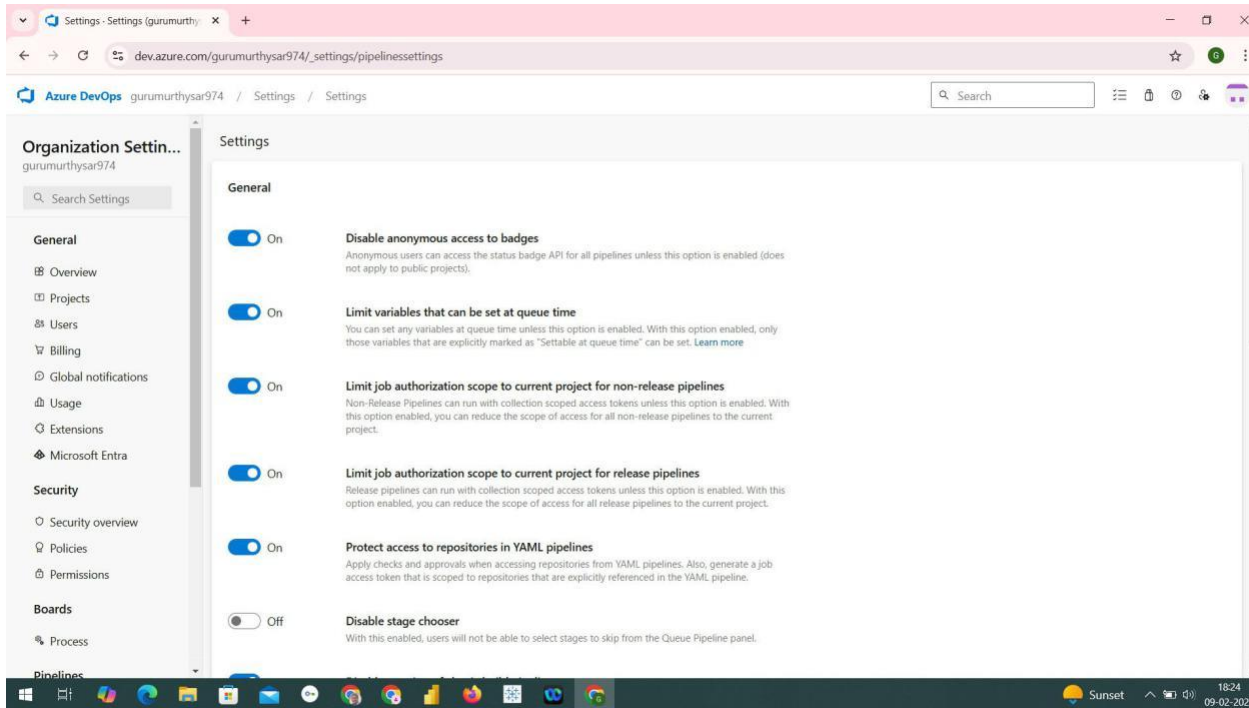 Settings - Settings (gurumurthy
dev.azure.com/gurumurthysar974/_settings/pipelinessettings
G
Azure DevOps gurumurthysar974 / Settings / Settings
Search
Organization Settin...
gurumurthysar974
Search Settings
General
Overview
Projects
Users
Billing
Global notifications
Usage
Extensions
Microsoft Entra
Security
Security overview
Policies
Permissions
Boards
Process
Pipelines
Settings
General
On
Disable anonymous access to badges
Anonymous users can access the status badge API for all pipelines unless this option is enabled (does
not apply to public projects).
On
Limit variables that can be set at queue time
You can set any variables at queue time unless this option is enabled. With this option enabled, only
those variables that are explicitly marked as "Settable at queue time" can be set. Learn more
On
Limit job authorization scope to current project for non-release pipelines
Non-Release Pipelines can run with collection scoped access tokens unless this option is enabled. With
this option enabled, you can reduce the scope of access for all non-release pipelines to the current
project.
On
Limit job authorization scope to current project for release pipelines
Release pipelines can run with collection scoped access tokens unless this option is enabled. With this
option enabled, you can reduce the scope of access for all release pipelines to the current project.
On
Protect access to repositories in YAML pipelines
Apply checks and approvals when accessing repositories from YAML pipelines. Also, generate a job
access token that is scoped to repositories that are explicitly referenced in the YAML pipeline.
Off
Disable stage chooser
With this enabled, users will not be able to select stages to skip from the Queue Pipeline panel.
Sunset
18:24
09-02-202